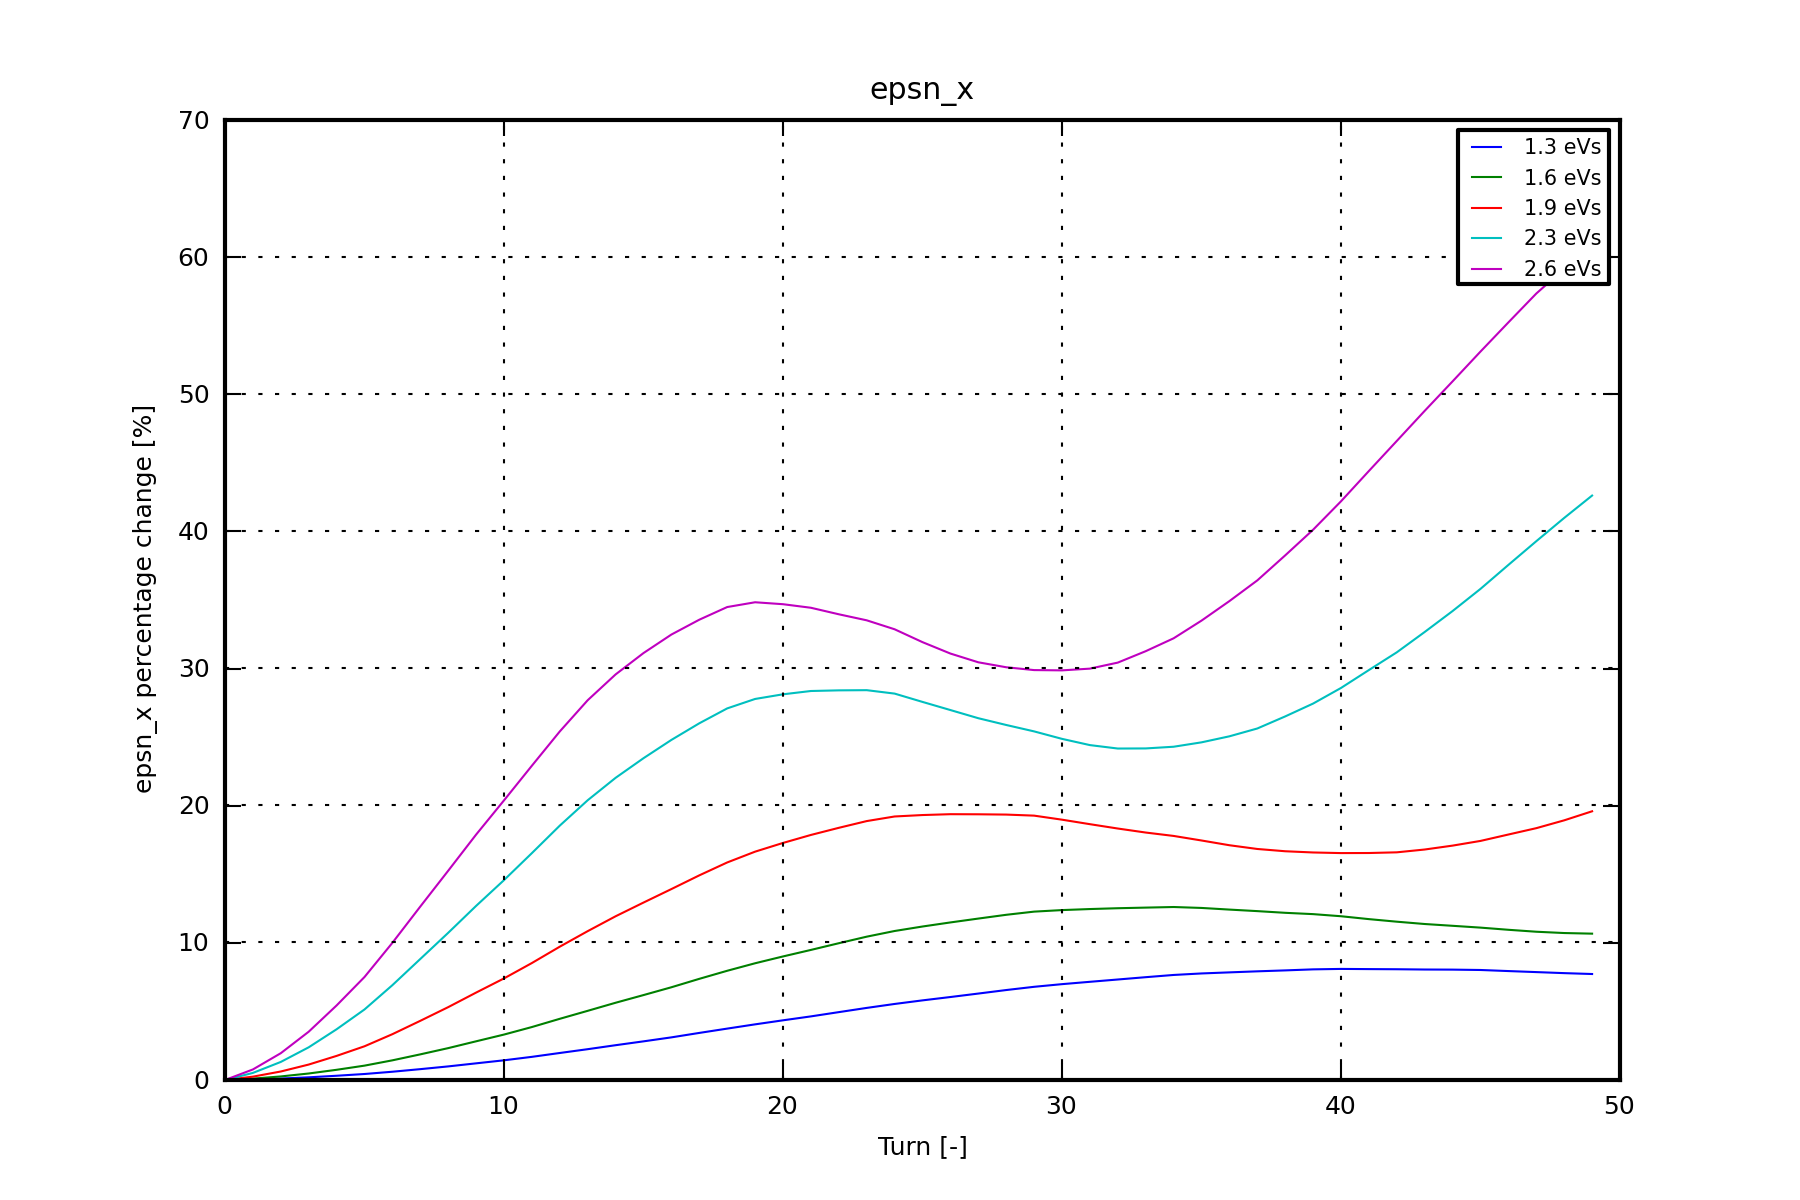 epsn_x
70
60
50
40
30
20
10
0
epsn_x percentage change [%]
1.3 eVs
1.6 eVs
1.9 eVs
2.3 eVs
2.6 eVs
0 10 20 30 40 50
Turn [-]